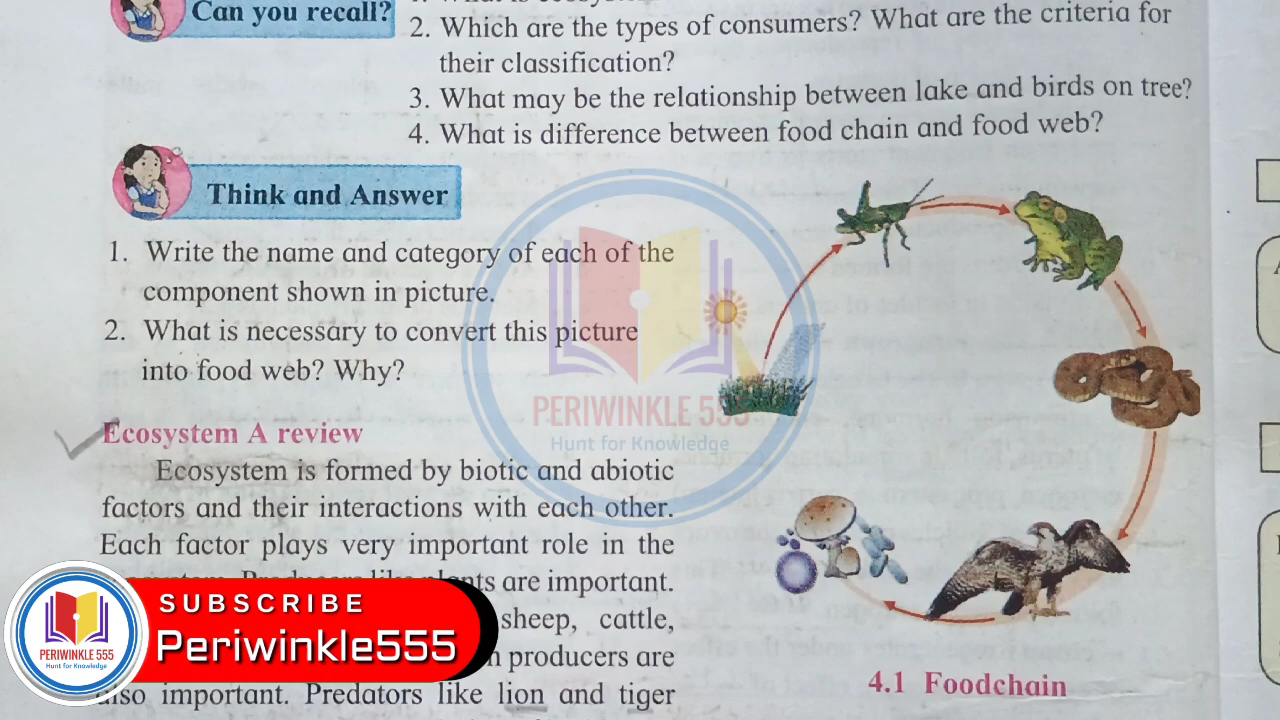 Can you recall?
2. Which are the types of consumers? What are the criteria for
their classification?
3. What may be the relationship between lake and birds on tree?
4. What is difference between food chain and food web?
Think and Answer
1. Write the name and category of each of the
component shown in picture.
2. What is necessary to convert this picture
into food web? Why?
PERIWINKLE 555
Hunt for Knowledge
Ecosystem A review
Ecosystem is formed by biotic and abiotic
factors and their interactions with each other.
Each factor plays very important role in the
are important.
sheep, cattle,
producers are
also important. Predators like lion and tiger
4.1 Foodchain
SUBSCRIBE
Periwinkle555
PERIWINKLE 555
Hunt for Knowledge